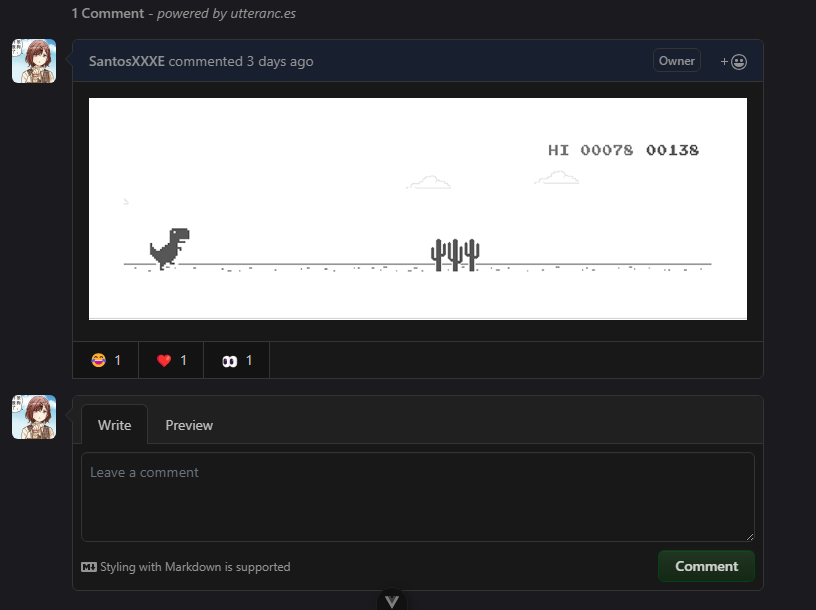 1 Comment - powered by utteranc.es
SantosXXXE commented 3 days ago
Owner
+
HI 00078 00138
1
1
1
Write
Preview
Leave a comment
Styling with Markdown is supported
Comment